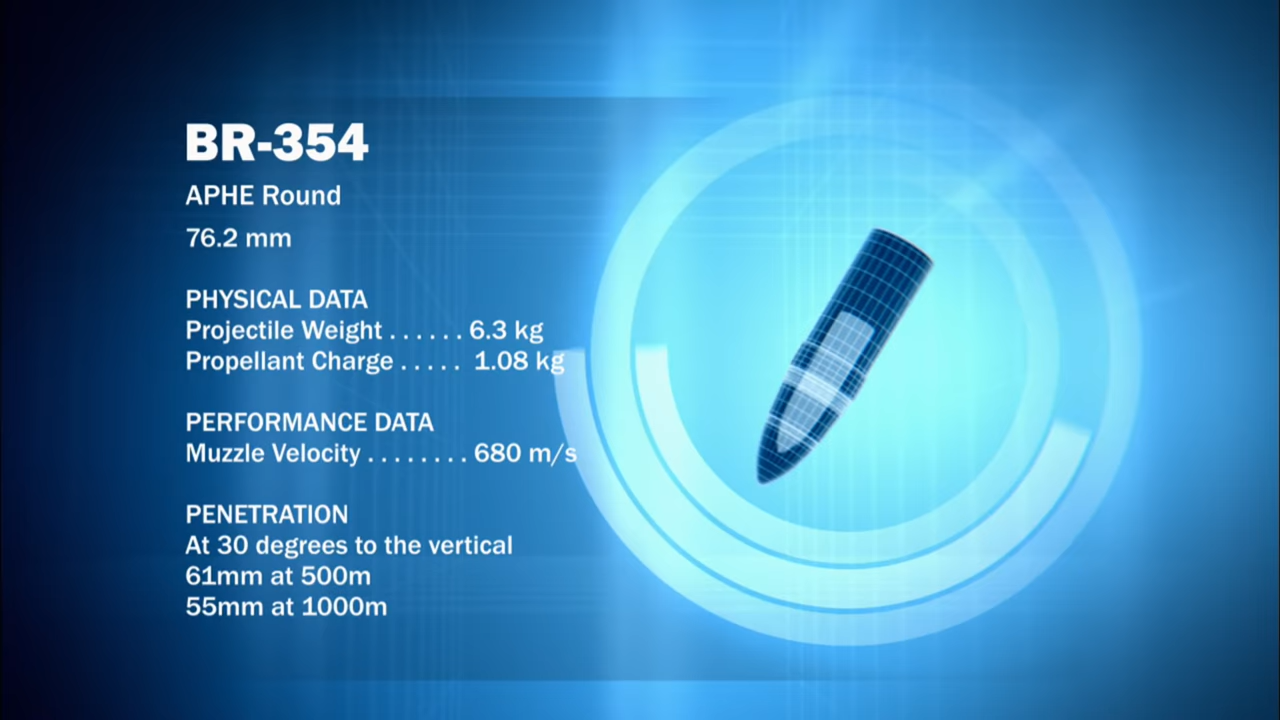 BR-354
APHE Round
76.2 mm
PHYSICAL DATA
Projectile Weight . . . . . . 6.3 kg
Propellant Charge . . . . . 1.08 kg
PERFORMANCE DATA
Muzzle Velocity . . . . . . . . 680 m/s
PENETRATION
At 30 degrees to the vertical
61mm at 500m
55mm at 1000m